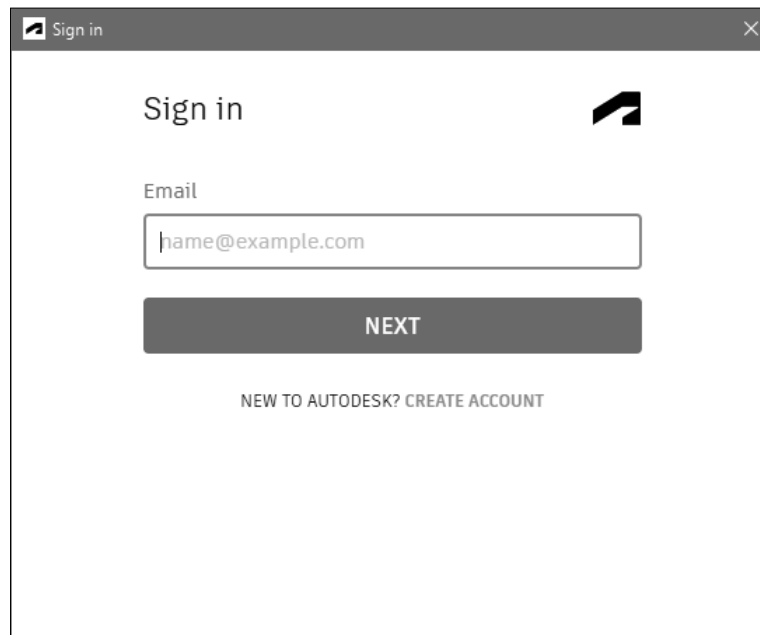 Sign in
Sign in
Email
name@example.com
NEXT
NEW TO AUTODESK? CREATE ACCOUNT